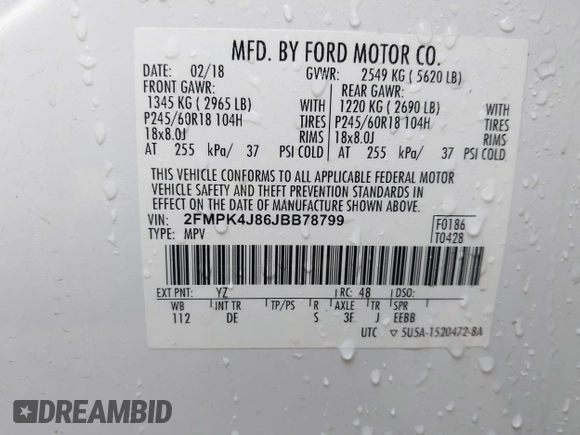 MFD. BY FORD MOTOR CO.
DATE: 02/18 GVWR: 2549 KG ( 5620 LB)
FRONT GAWR: REAR GAWR:
1345 KG ( 2965 LB) WITH 1220 KG ( 2690 LB) WITH
P245/60R18 104H TIRES P245/60R18 104H TIRES
18x8.0J RIMS 18x8.0J RIMS
AT 255 kPa/ 37 PSI COLD AT 255 kPa/ 37 PSI COLD
THIS VEHICLE CONFORMS TO ALL APPLICABLE FEDERAL MOTOR
VEHICLE SAFETY AND THEFT PREVENTION STANDARDS IN
EFFECT ON THE DATE OF MANUFACTURE SHOWN ABOVE.
VIN: 2FMPK4J86JBB78799 F0186
TYPE: MPV T0428
EXT PNT: YZ RC: 48 DSO:
WB INT TR TP/PS R AXLE TR SPR
112 DE S 3F J EEBB
UTC ▽ 5U5A-1520472-BA
DREAMBID